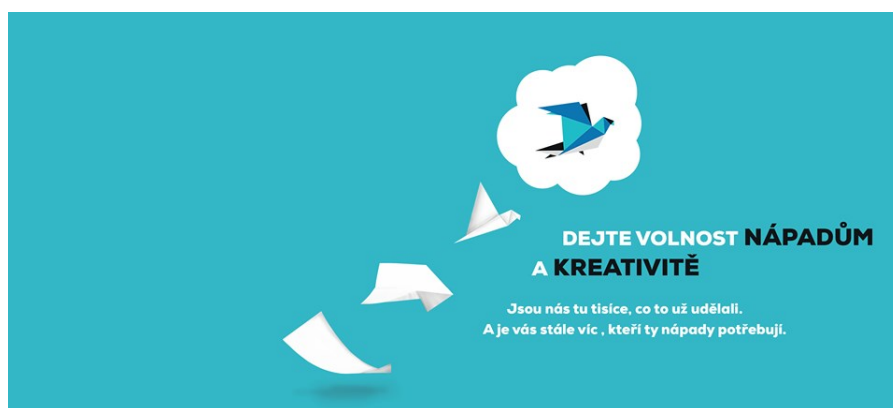 DEJTE VOLNOST NÁPADŮM
A KREATIVITĚ
Jsou nás tu tisíce, co to už udělali.
A je vás stále víc , kteří ty nápady potřebují.